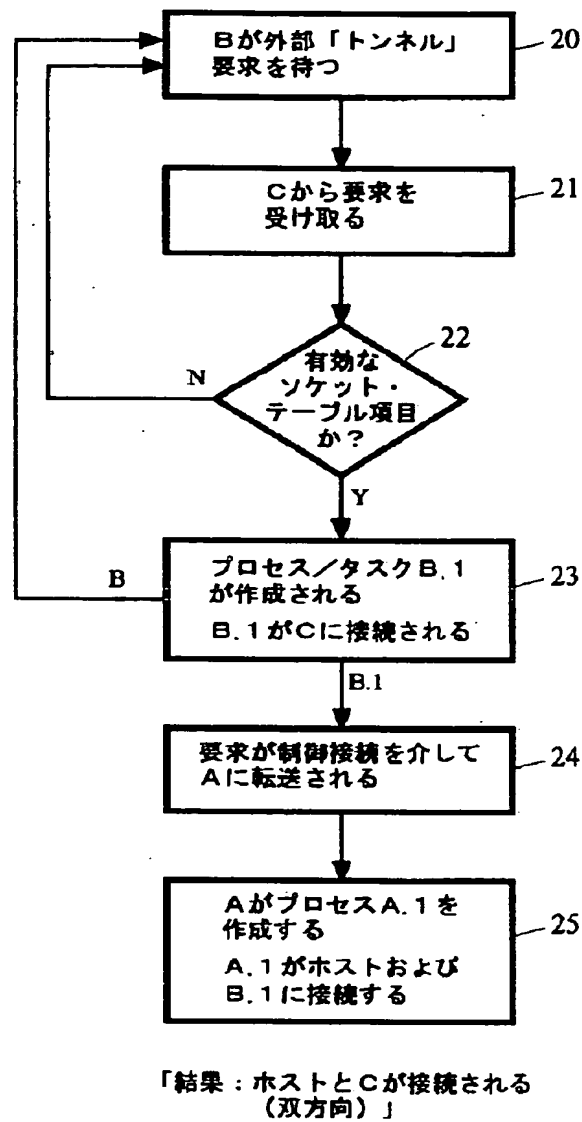 Bが外部「トンネル」
要求を待つ
20
Cから要求を
受け取る
21
22
有効な
ソケット・
テーブル項目
か?
N
Y
プロセス/タスクB.1
が作成される
B.1がCに接続される
23
B
B.1
要求が制御接続を介して
Aに転送される
24
AがプロセスA.1を
作成する
A.1がホストおよび
B.1に接続する
25
「結果:ホストとCが接続される
(双方向)」